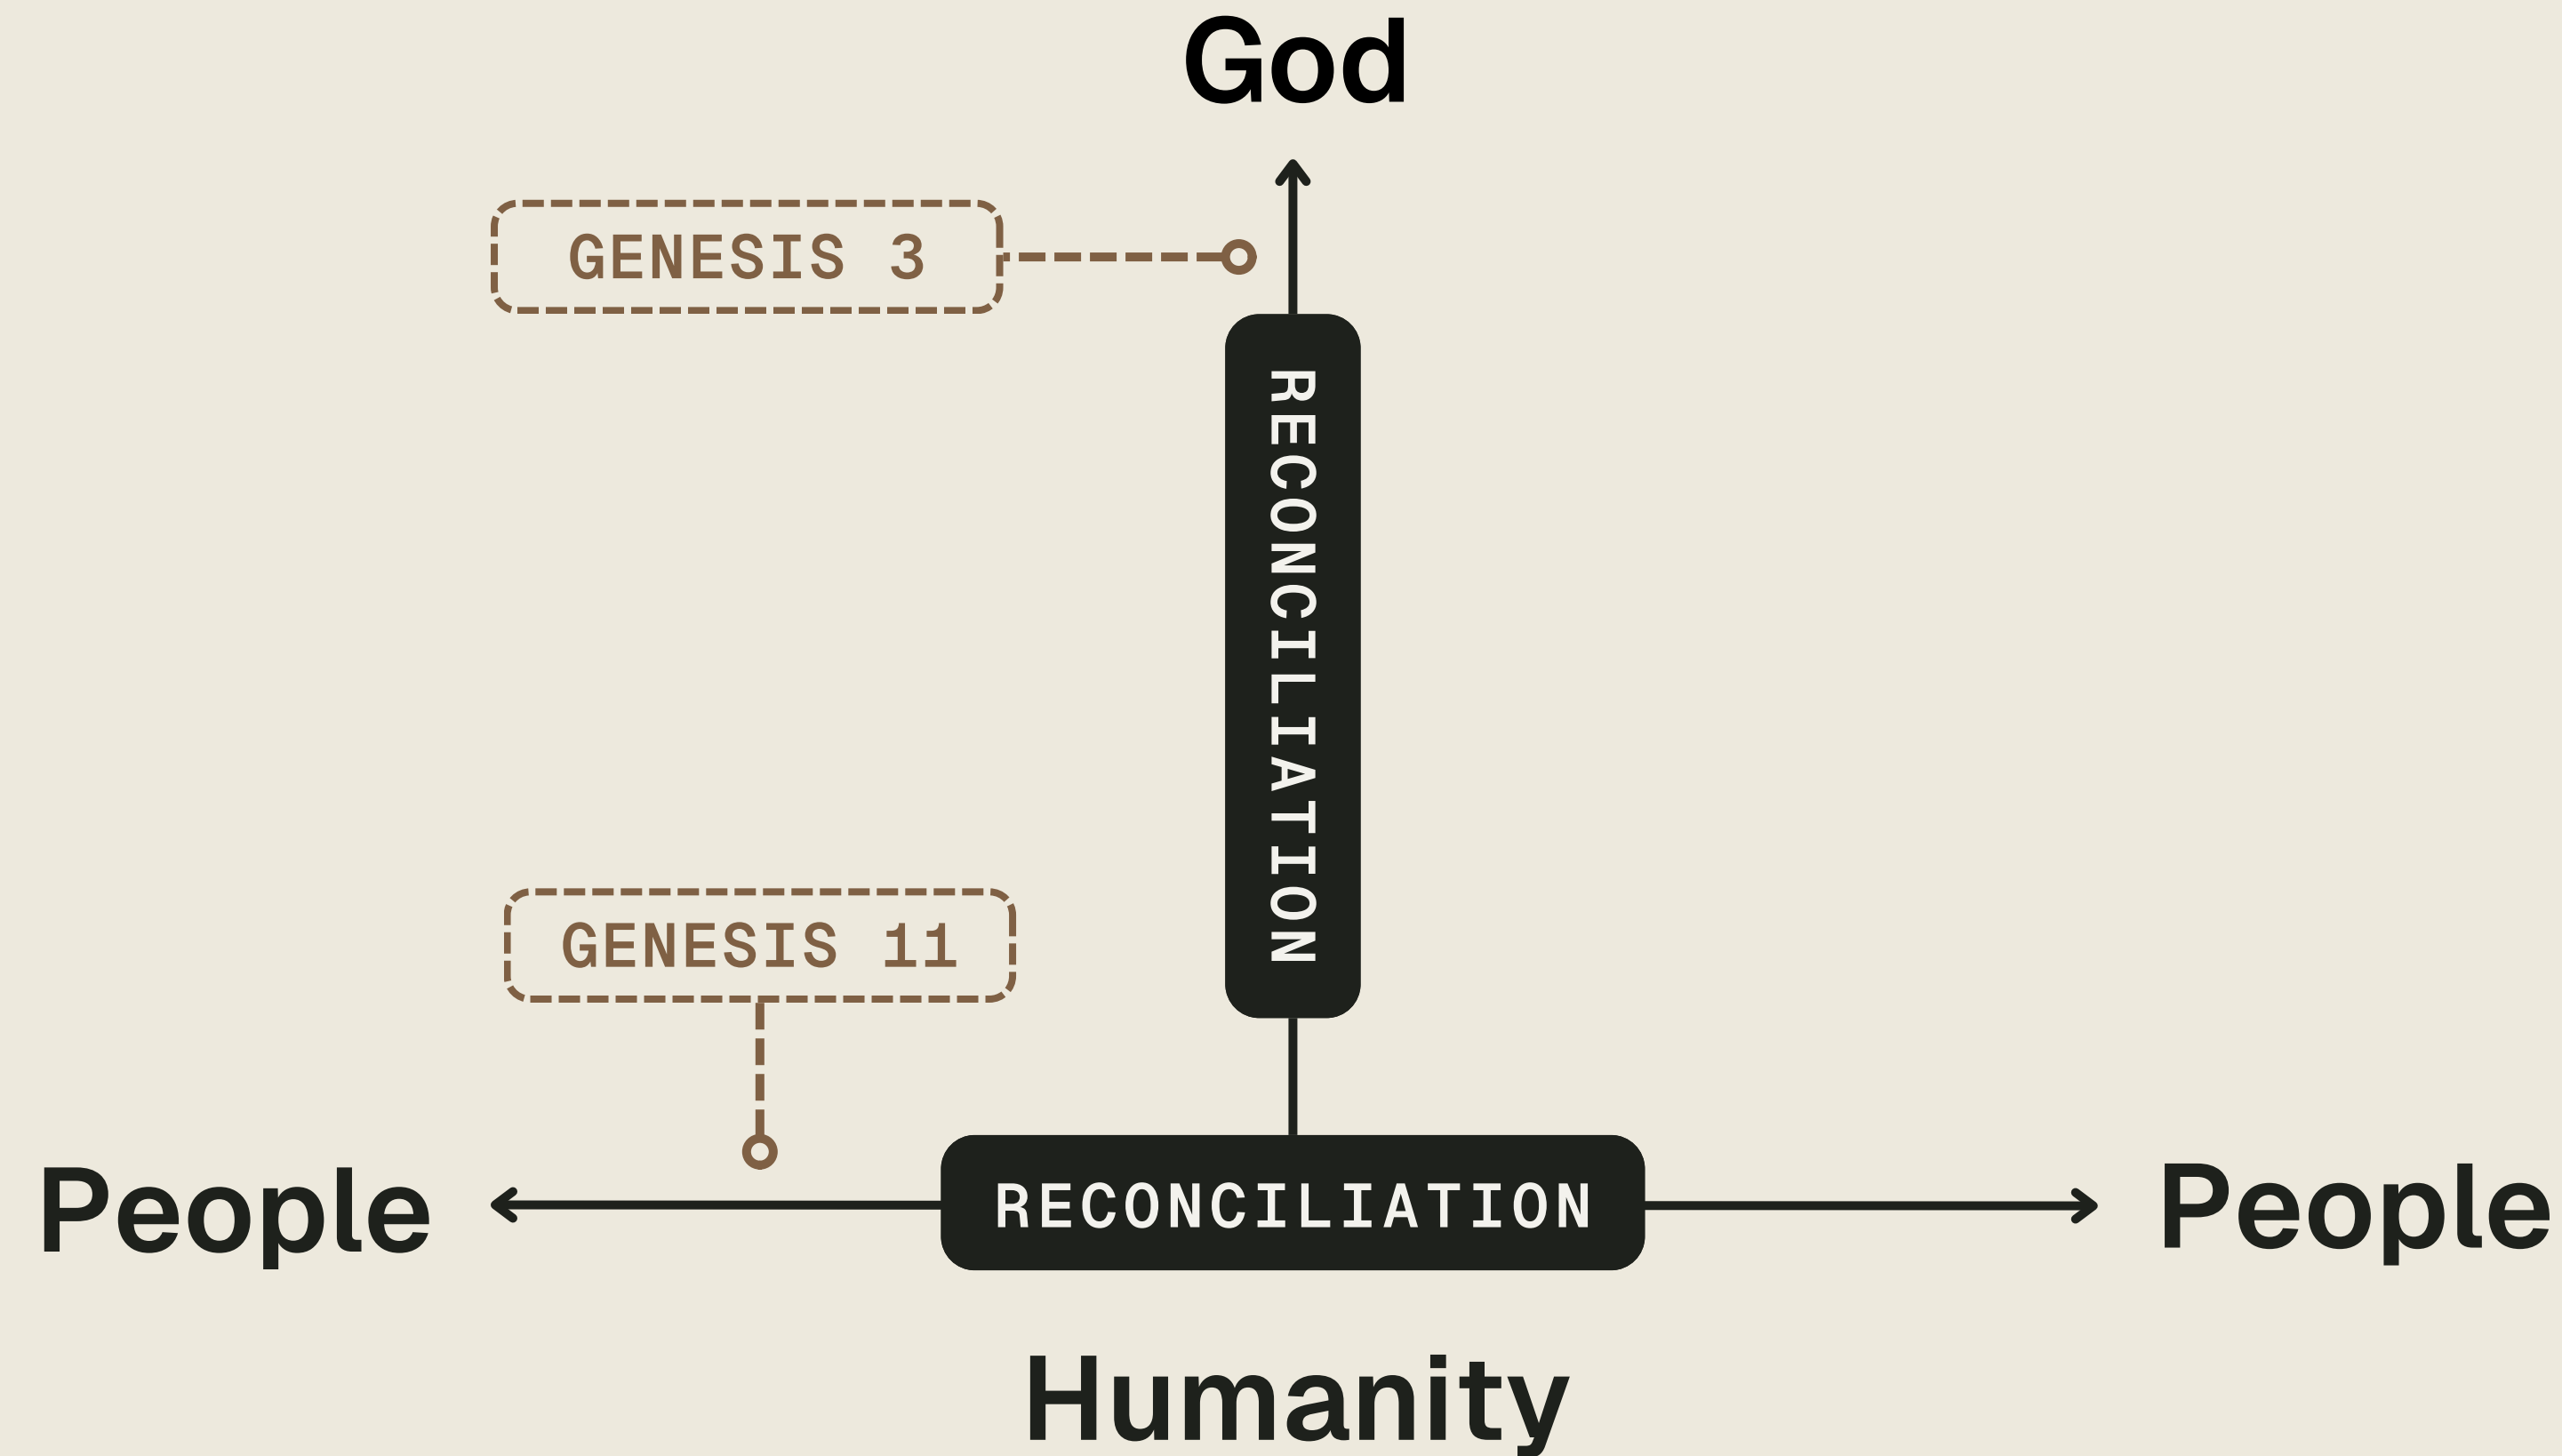 God
GENESIS 3
RECONCILIATION
GENESIS 11
People
RECONCILIATION
People
Humanity